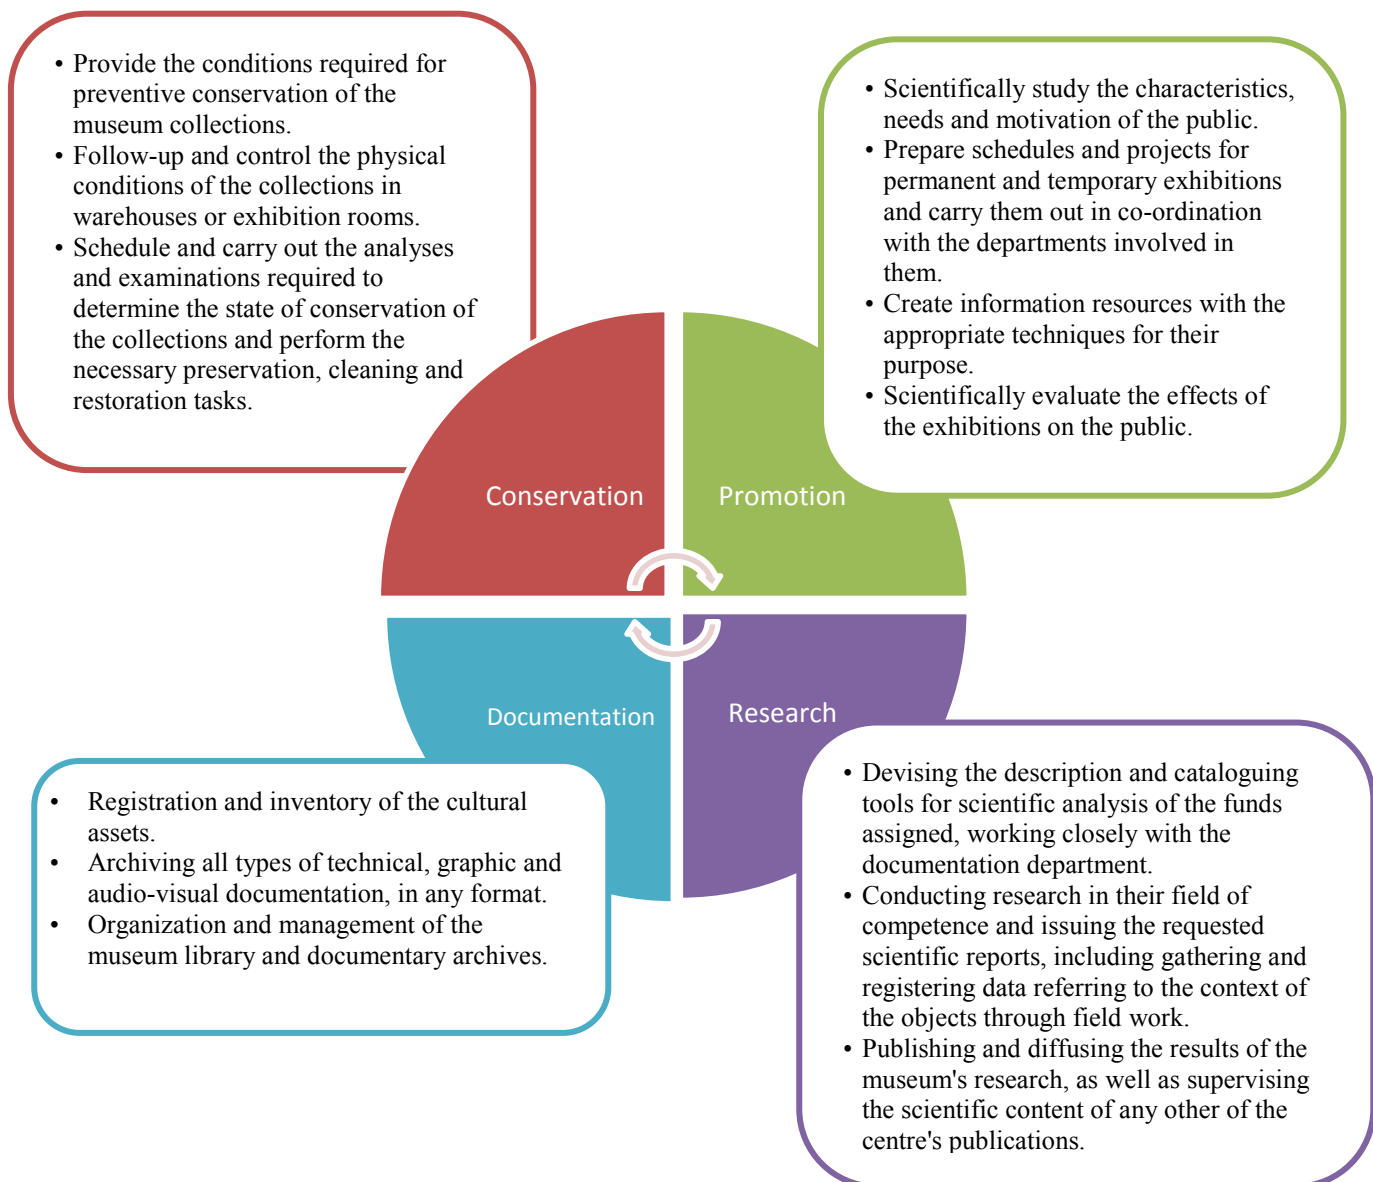 • Provide the conditions required for
preventive conservation of the
museum collections.
• Follow-up and control the physical
conditions of the collections in
warehouses or exhibition rooms.
• Schedule and carry out the analyses
and examinations required to
determine the state of conservation of
the collections and perform the
necessary preservation, cleaning and
restoration tasks.
• Scientifically study the characteristics,
needs and motivation of the public.
• Prepare schedules and projects for
permanent and temporary exhibitions
and carry them out in co-ordination
with the departments involved in
them.
• Create information resources with the
appropriate techniques for their
purpose.
• Scientifically evaluate the effects of
the exhibitions on the public.
Conservation
Promotion
Documentation
Research
• Registration and inventory of the cultural
assets.
• Archiving all types of technical, graphic and
audio-visual documentation, in any format.
• Organization and management of the
museum library and documentary archives.
• Devising the description and cataloguing
tools for scientific analysis of the funds
assigned, working closely with the
documentation department.
• Conducting research in their field of
competence and issuing the requested
scientific reports, including gathering and
registering data referring to the context of
the objects through field work.
• Publishing and diffusing the results of the
museum's research, as well as supervising
the scientific content of any other of the
centre's publications.